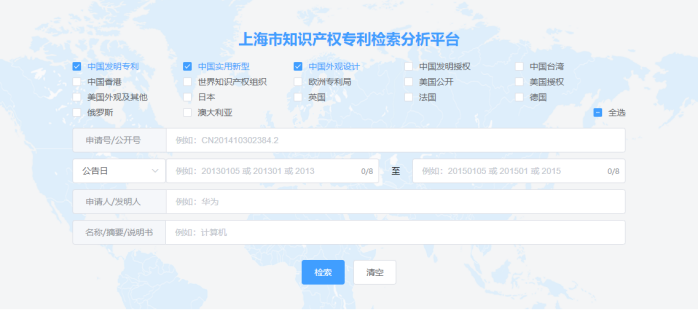 上海市知识产权专利检索分析平台
中国发明专利 中国实用新型 中国外观设计 中国发明授权 中国台湾
中国香港 世界知识产权组织 欧洲专利局 美国公开 美国授权
美国外观及其他 日本 英国 法国 德国
俄罗斯 澳大利亚 全选
申请号/公开号 例如：CN201410302384.2
公告日 例如：20130105 或 201301 或 2013 0/8 至 例如：20150105 或 201501 或 2015 0/8
申请人/发明人 例如：华为
名称/摘要/说明书 例如：计算机
检索 清空